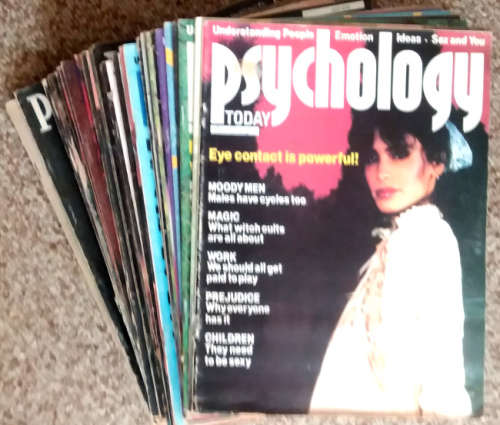 Understanding People Emotion Ideas - Sex and You
psychology
TODAY
Eye contact is powerful!
MOODY MEN
Males have cycles too
MAGIC
What witch cults
are all about
WORK
We should all get
paid to play
PREJUDICE
Why everyone
has it
CHILDREN
They need
to be sexy
P